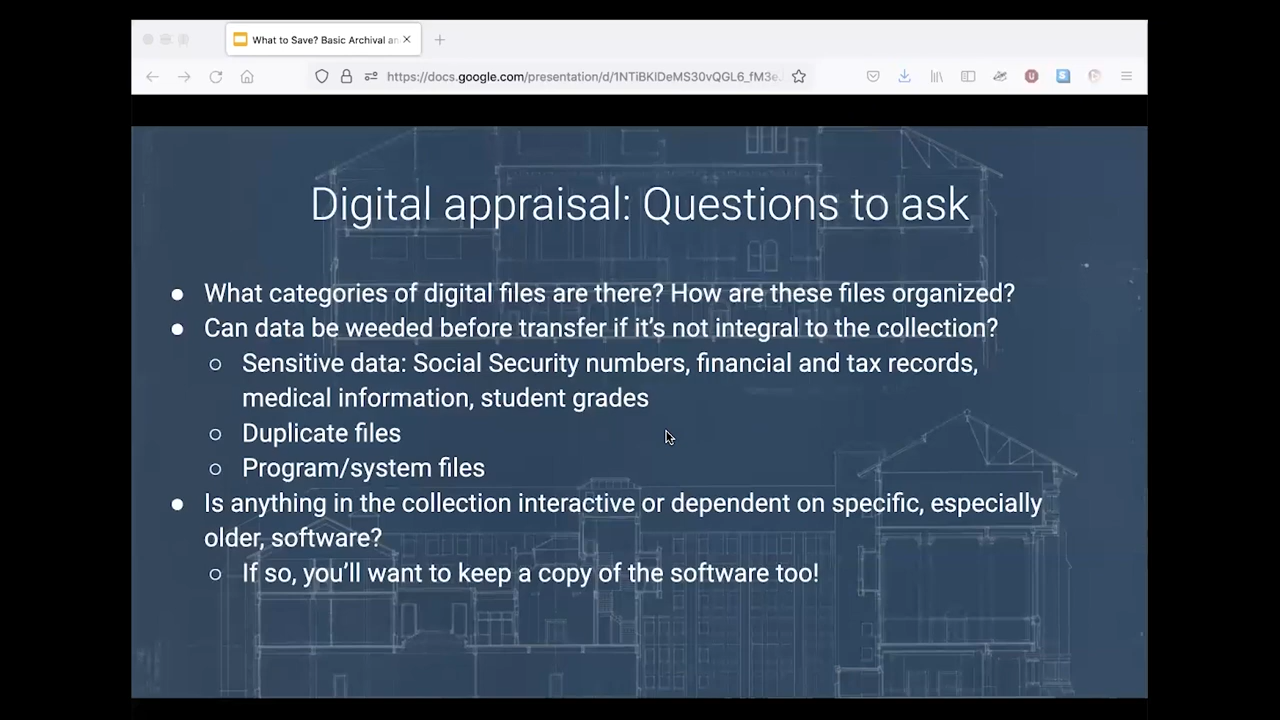 What to Save? Basic Archival an
https://docs.google.com/presentation/d/1NTiBKIDeMS30vQGL6_fM3e
Digital appraisal: Questions to ask
● What categories of digital files are there? How are these files organized?
● Can data be weeded before transfer if it’s not integral to the collection?
○ Sensitive data: Social Security numbers, financial and tax records,
medical information, student grades
○ Duplicate files
○ Program/system files
● Is anything in the collection interactive or dependent on specific, especially
older, software?
○ If so, you’ll want to keep a copy of the software too!